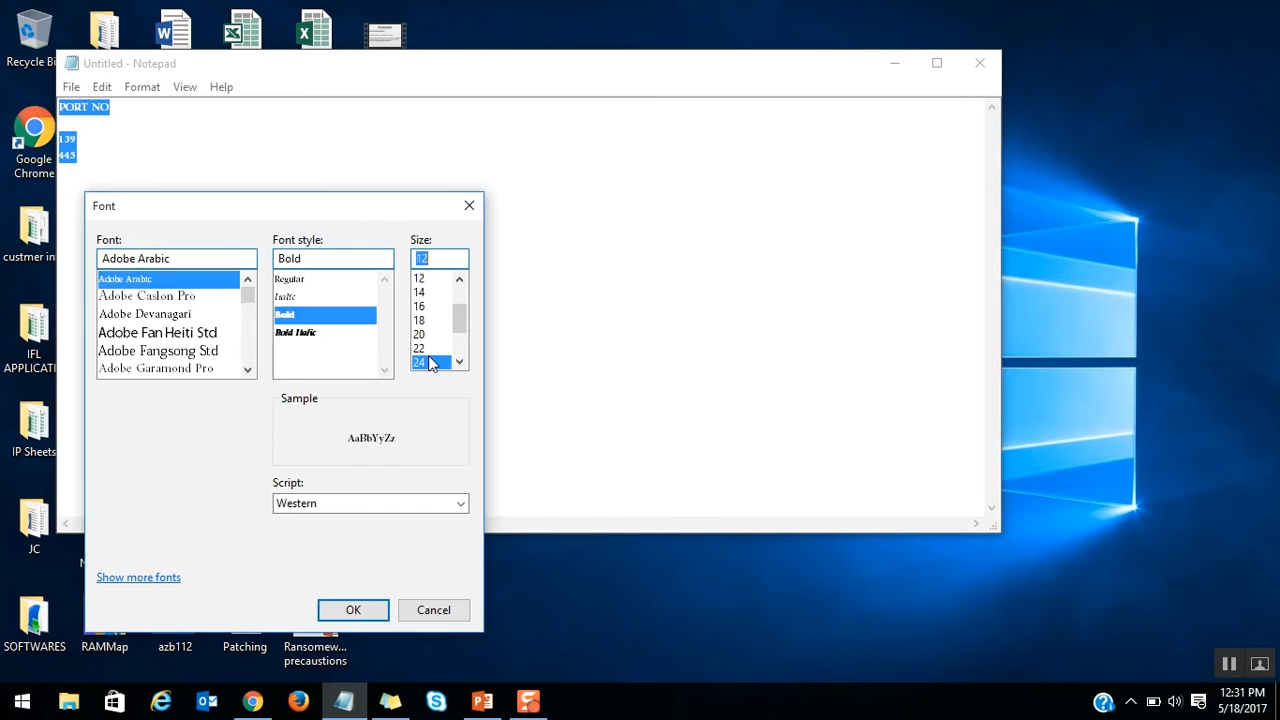 Recycle Bi
Untitled - Notepad
File Edit Format View Help
PORT NO
139
445
Google
Chrome
custmer in
IFL
APPLICATION
IP Sheets
JC
SOFTWARES
RAMMap
azb112
Patching
Ransomew...
precautions
Font
Font:
Adobe Arabic
Adobe Arabic
Adobe Caslon Pro
Adobe Devanagari
Adobe Fan Heiti Std
Adobe Fangsong Std
Adobe Garamond Pro
Font style:
Bold
Regular
Italic
Bold
Bold Italic
Size:
12
12
14
16
18
20
22
24
Sample
AaBbYyZz
Script:
Western
Show more fonts
OK
Cancel
12:31 PM
5/18/2017